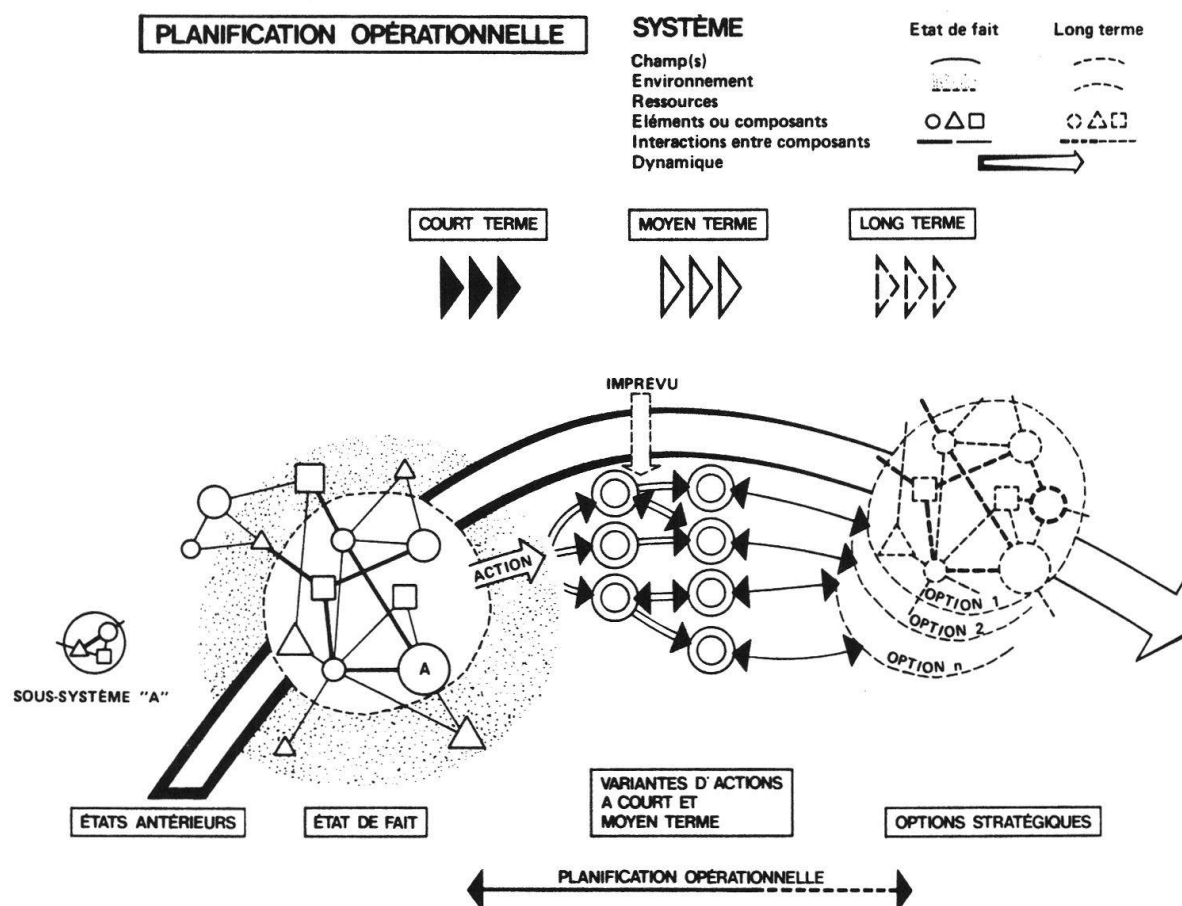 PLANIFICATION OPÉRATIONNELLE
SYSTÈME
Etat de fait
Long terme
Champ(s)
Environnement
Ressources
Eléments ou composants
Interactions entre composants
Dynamique
COURT TERME
MOYEN TERME
LONG TERME
IMPRÉVU
ACTION
A
OPTION 1
OPTION 2
OPTION n
SOUS-SYSTÈME "A"
ÉTATS ANTÉRIEURS
ÉTAT DE FAIT
VARIANTES D'ACTIONS
A COURT ET
MOYEN TERME
OPTIONS STRATÉGIQUES
PLANIFICATION OPÉRATIONNELLE